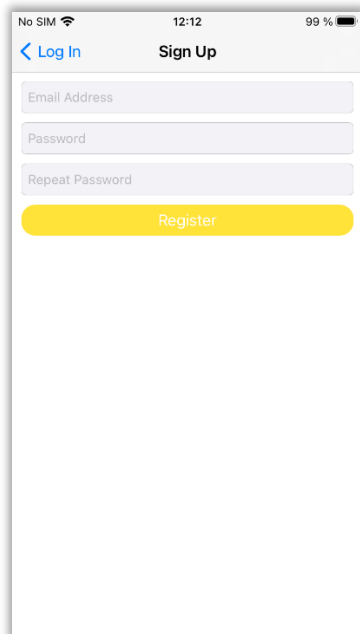 No SIM 12:12 99 %
Log In Sign Up
Email Address
Password
Repeat Password
Register